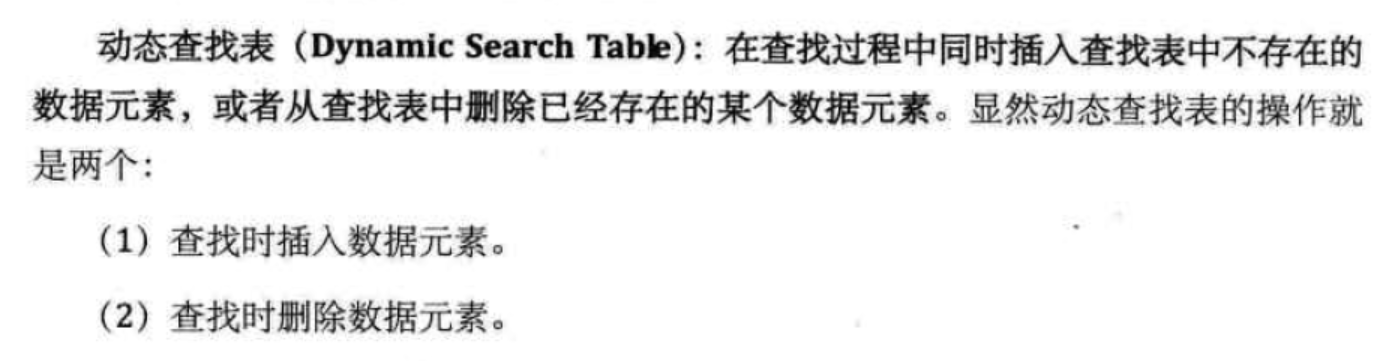 动态查找表（Dynamic Search Table）：在查找过程中同时插入查找表中不存在的
数据元素，或者从查找表中删除已经存在的某个数据元素。显然动态查找表的操作就
是两个：
（1）查找时插入数据元素。
（2）查找时删除数据元素。